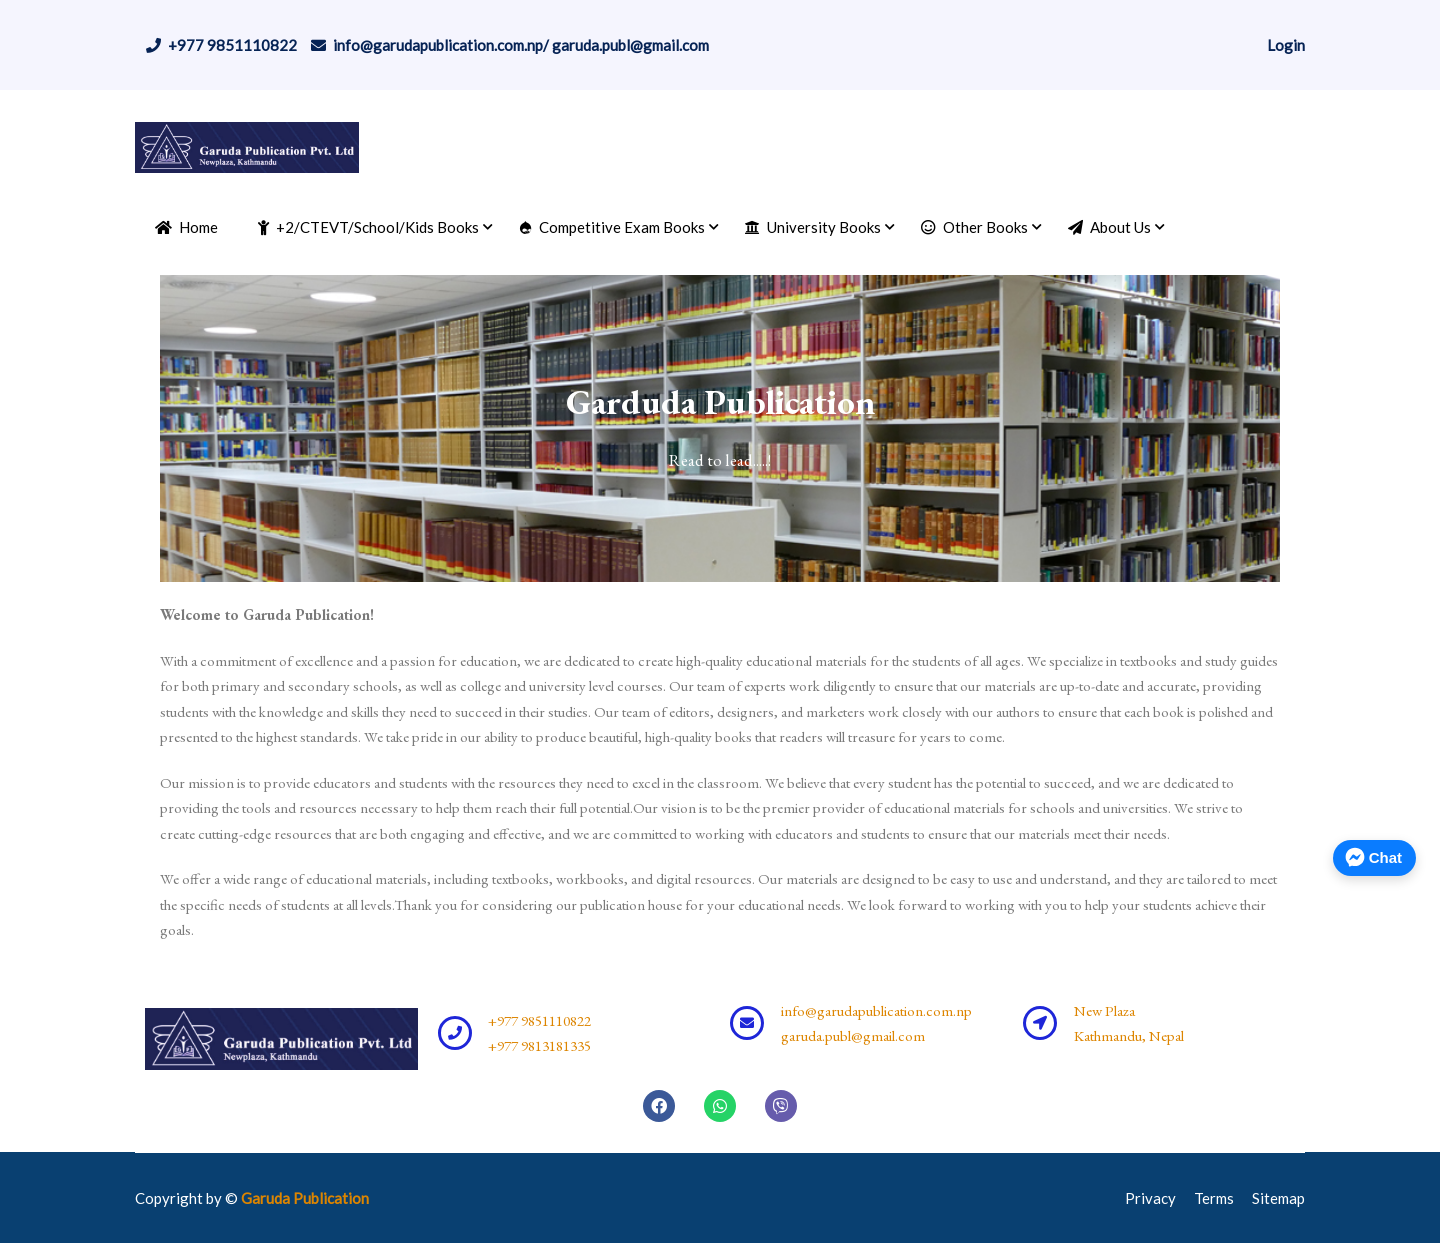 +977 9851110822 info@garudapublication.com.np/ garuda.publ@gmail.com Login
Garuda Publication Pvt. Ltd
Newplaza, Kathmandu
Home +2/CTEVT/School/Kids Books Competitive Exam Books University Books Other Books About Us
Garduda Publication
Read to lead.....!
Welcome to Garuda Publication!
With a commitment of excellence and a passion for education, we are dedicated to create high-quality educational materials for the students of all ages. We specialize in textbooks and study guides
for both primary and secondary schools, as well as college and university level courses. Our team of experts work diligently to ensure that our materials are up-to-date and accurate, providing
students with the knowledge and skills they need to succeed in their studies. Our team of editors, designers, and marketers work closely with our authors to ensure that each book is polished and
presented to the highest standards. We take pride in our ability to produce beautiful, high-quality books that readers will treasure for years to come.
Our mission is to provide educators and students with the resources they need to excel in the classroom. We believe that every student has the potential to succeed, and we are dedicated to
providing the tools and resources necessary to help them reach their full potential.Our vision is to be the premier provider of educational materials for schools and universities. We strive to
create cutting-edge resources that are both engaging and effective, and we are committed to working with educators and students to ensure that our materials meet their needs.
Chat
We offer a wide range of educational materials, including textbooks, workbooks, and digital resources. Our materials are designed to be easy to use and understand, and they are tailored to meet
the specific needs of students at all levels.Thank you for considering our publication house for your educational needs. We look forward to working with you to help your students achieve their
goals.
Garuda Publication Pvt. Ltd
Newplaza, Kathmandu
+977 9851110822
+977 9813181335
info@garudapublication.com.np
garuda.publ@gmail.com
New Plaza
Kathmandu, Nepal
Copyright by © Garuda Publication Privacy Terms Sitemap